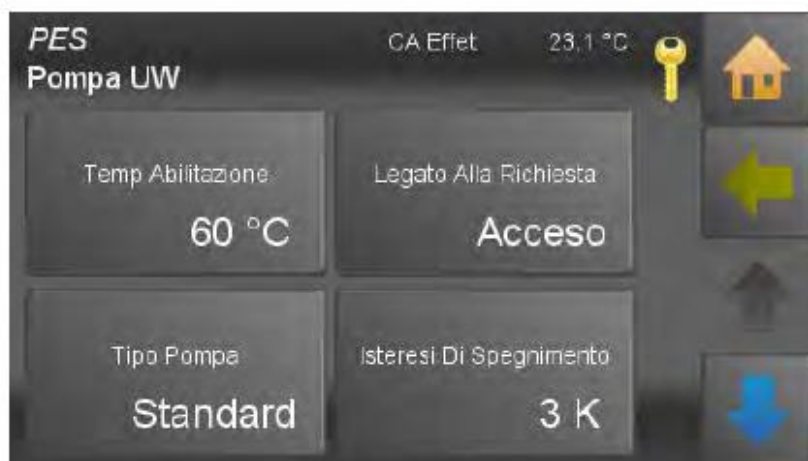 PES CA Effet 23,1 °C
Pompa UW
Temp Abilitazione Legato Alla Richiesta
60 °C Acceso
Tipo Pompa Isteresi Di Spegnimento
Standard 3 K